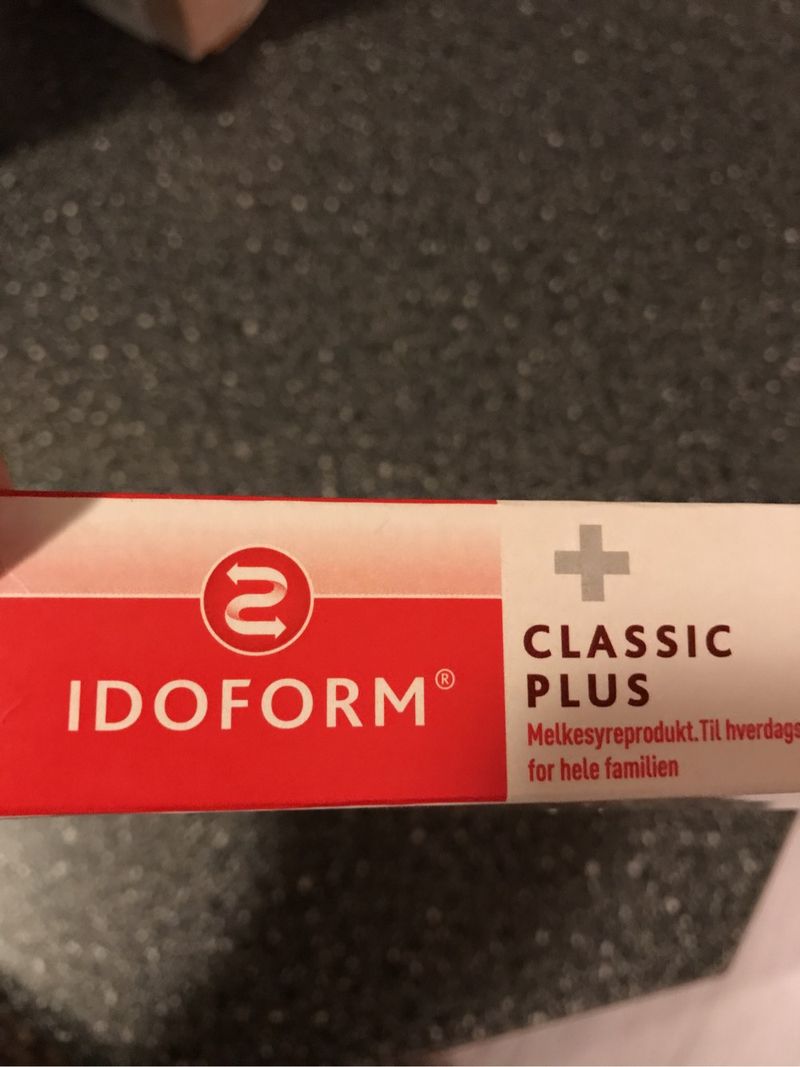 IDOFORM®
CLASSIC
PLUS
Melkesyreprodukt.Til hverdags
for hele familien